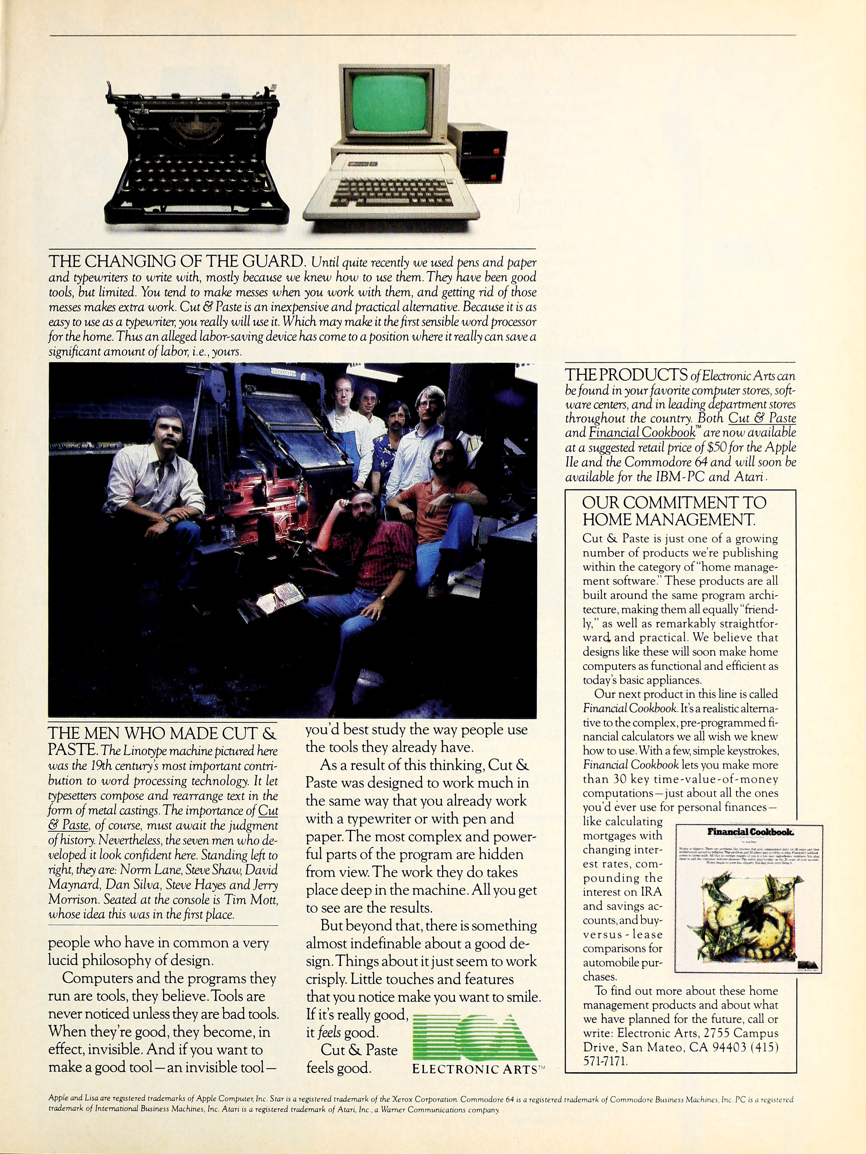 THE CHANGING OF THE GUARD. Until quite recently we used pens and paper
and typewriters to write with, mostly because we knew how to use them. They have been good
tools, but limited. You tend to make messes when you work with them, and getting rid of those
messes makes extra work. Cut & Paste is an inexpensive and practical alternative. Because it is as
easy to use as a typewriter, you really will use it. Which may make it the first sensible word processor
for the home. Thus an alleged labor-saving device has come to a position where it really can save a
significant amount of labor, i.e., yours.
THE MEN WHO MADE CUT &
PASTE. The Linotype machine pictured here
was the 19th century's most important contri-
bution to word processing technology. It let
typesetters compose and rearrange text in the
form of metal castings. The importance of Cut
& Paste, of course, must await the judgment
of history. Nevertheless, the seven men who de-
veloped it look confident here. Standing left to
right, they are: Norm Lane, Steve Shaw, David
Maynard, Dan Silva, Steve Hayes and Jerry
Morrison. Seated at the console is Tim Mott,
whose idea this was in the first place.
people who have in common a very
lucid philosophy of design.
Computers and the programs they
run are tools, they believe. Tools are
never noticed unless they are bad tools.
When they're good, they become, in
effect, invisible. And if you want to
make a good tool—an invisible tool—
you'd best study the way people use
the tools they already have.
As a result of this thinking, Cut &
Paste was designed to work much in
the same way that you already work
with a typewriter or with pen and
paper. The most complex and power-
ful parts of the program are hidden
from view. The work they do takes
place deep in the machine. All you get
to see are the results.
But beyond that, there is something
almost indefinable about a good de-
sign. Things about it just seem to work
crisply. Little touches and features
that you notice make you want to smile.
If it's really good,
it feels good.
Cut & Paste
feels good.
ELECTRONIC ARTS™
THE PRODUCTS of Electronic Arts can
be found in your favorite computer stores, soft-
ware centers, and in leading department stores
throughout the country. Both Cut & Paste
and Financial Cookbook™ are now available
at a suggested retail price of $50 for the Apple
IIe and the Commodore 64 and will soon be
available for the IBM-PC and Atari.
OUR COMMITMENT TO
HOME MANAGEMENT.
Cut & Paste is just one of a growing
number of products we're publishing
within the category of "home manage-
ment software." These products are all
built around the same program archi-
tecture, making them all equally "friend-
ly," as well as remarkably straightfor-
ward, and practical. We believe that
designs like these will soon make home
computers as functional and efficient as
today's basic appliances.
Our next product in this line is called
Financial Cookbook. It's a realistic alterna-
tive to the complex, pre-programmed fi-
nancial calculators we all wish we knew
how to use. With a few, simple keystrokes,
Financial Cookbook lets you make more
than 30 key time-value-of-money
computations—just about all the ones
you'd ever use for personal finances—
like calculating
mortgages with
changing inter-
est rates, com-
pounding the
interest on IRA
and savings ac-
counts, and buy-
versus-lease
comparisons for
automobile pur-
chases.
Financial Cookbook.
To find out more about these home
management products and about what
we have planned for the future, call or
write: Electronic Arts, 2755 Campus
Drive, San Mateo, CA 94403 (415)
571-7171.
Apple and Lisa are registered trademarks of Apple Computer, Inc. Star is a registered trademark of the Xerox Corporation. Commodore 64 is a registered trademark of Commodore Business Machines, Inc. PC is a registered
trademark of International Business Machines, Inc. Atari is a registered trademark of Atari, Inc., a Warner Communications company.